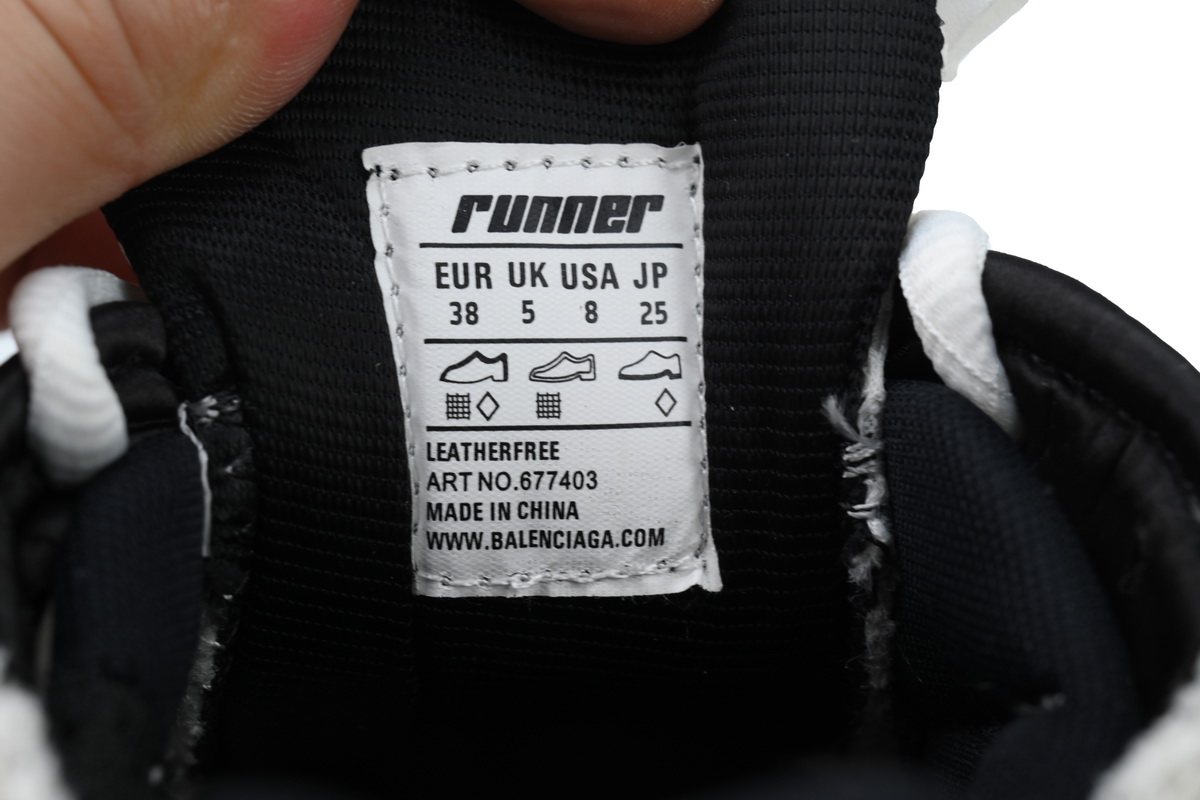 runner
EUR UK USA JP
38 5 8 25
LEATHERFREE
ART NO.677403
MADE IN CHINA
WWW.BALENCIAGA.COM